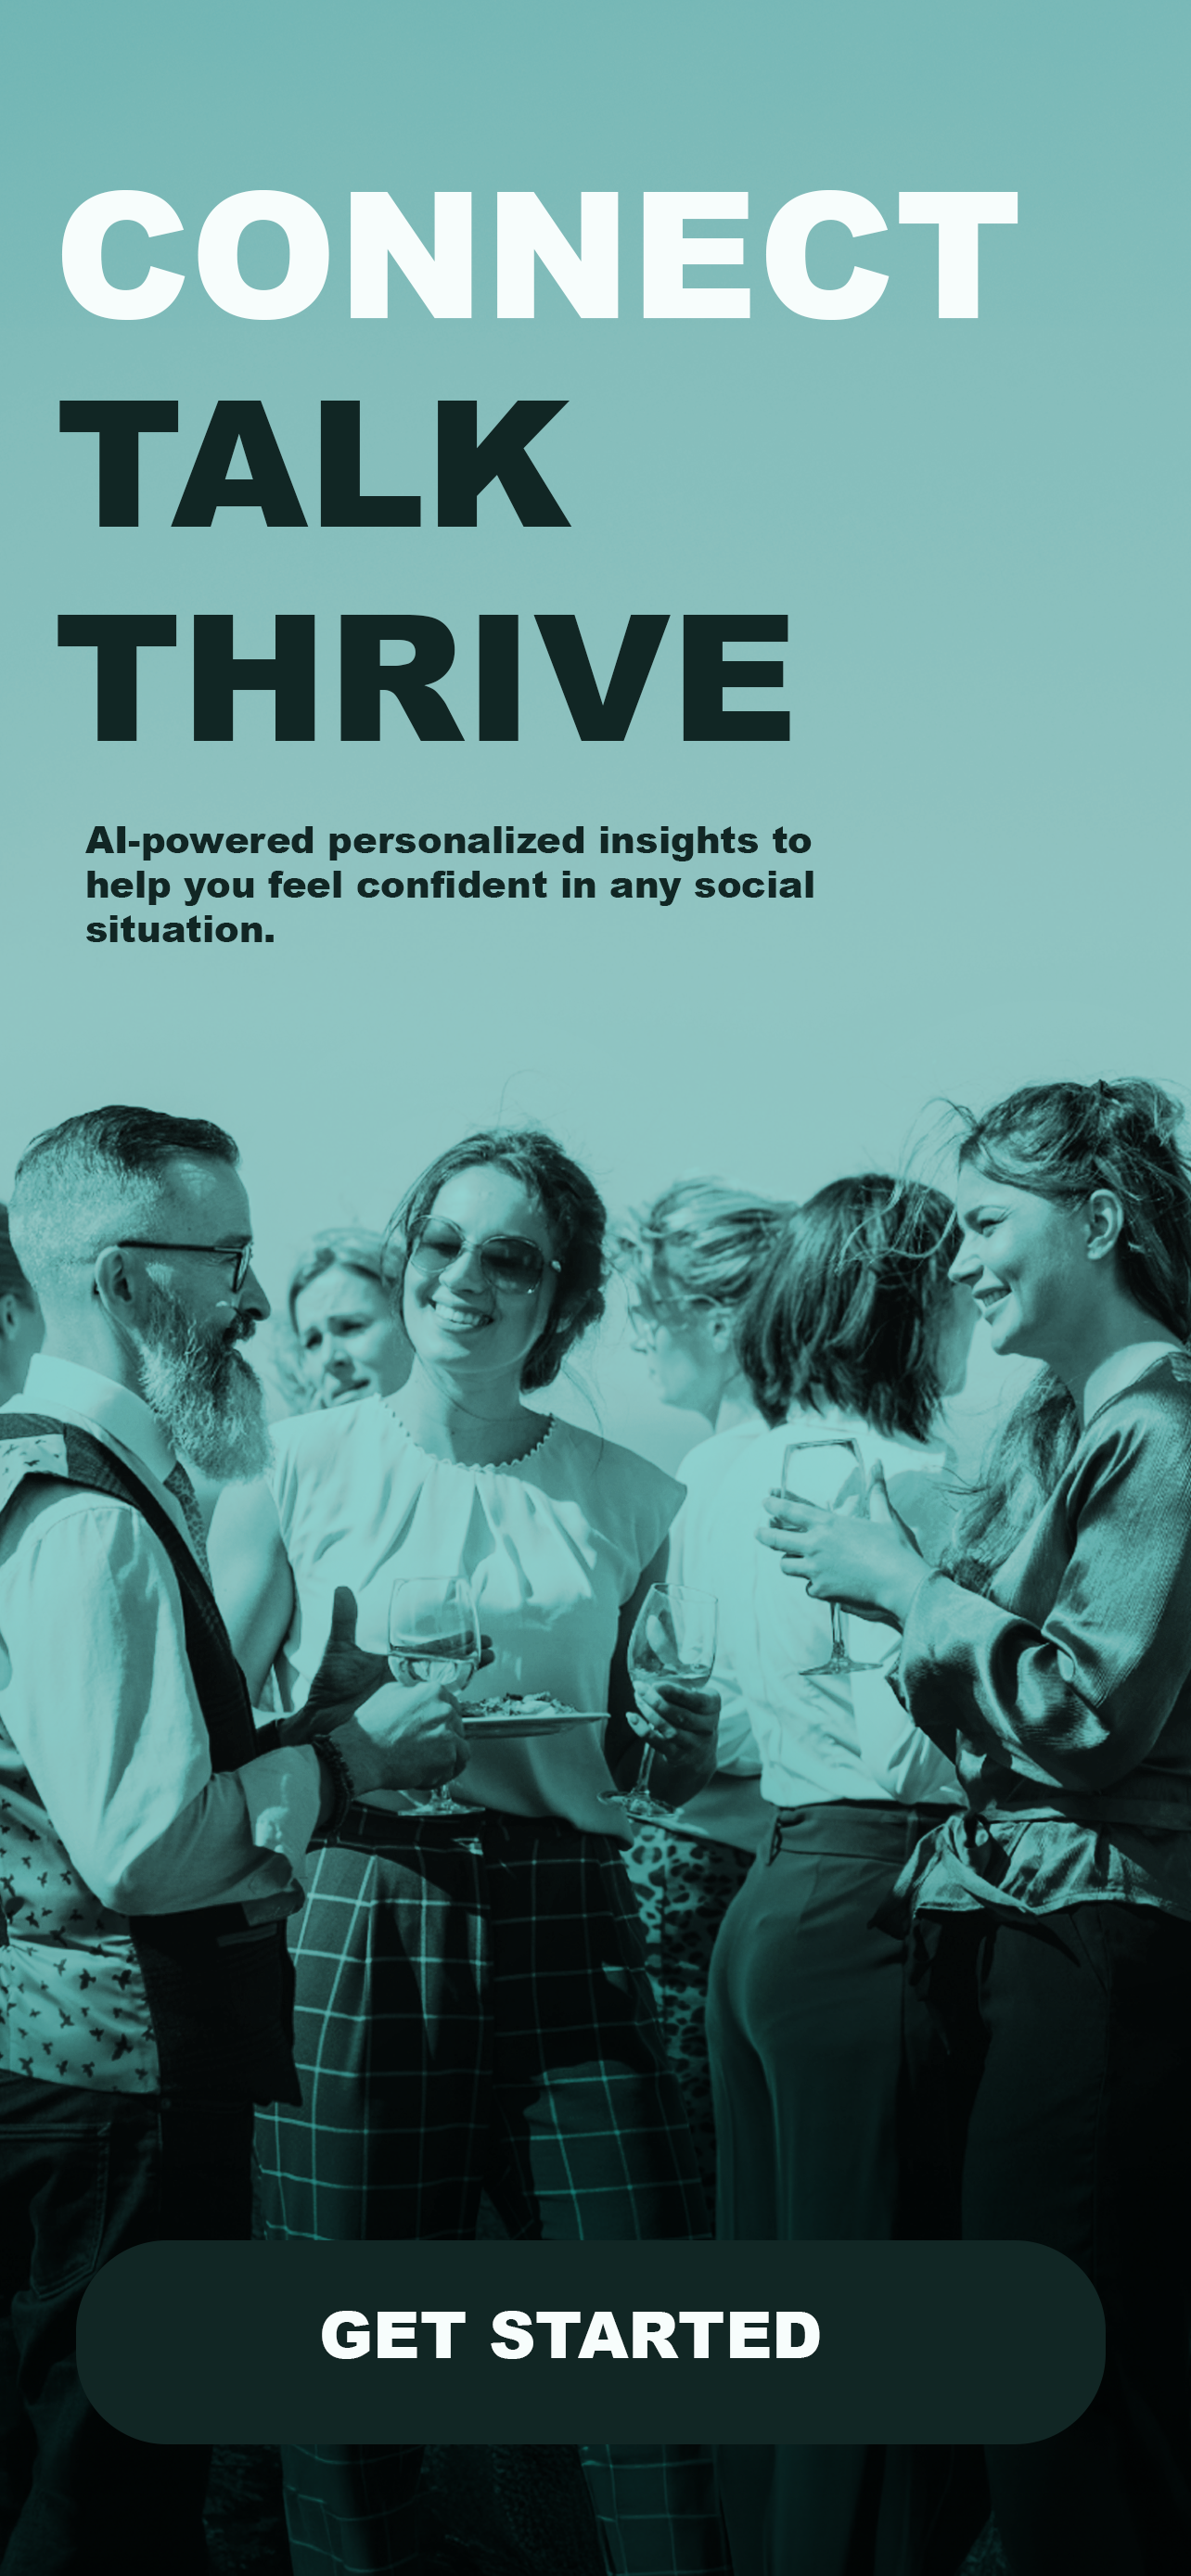 CONNECT
TALK
THRIVE
AI-powered personalized insights to
help you feel confident in any social
situation.
GET STARTED